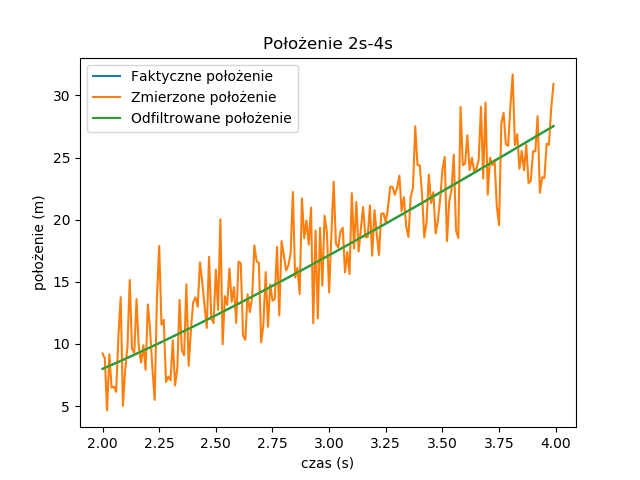 Położenie 2s-4s
Faktyczne położenie
Zmierzone położenie
Odfiltrowane położenie
30
25
20
15
10
5
położenie (m)
2.00 2.25 2.50 2.75 3.00 3.25 3.50 3.75 4.00
czas (s)